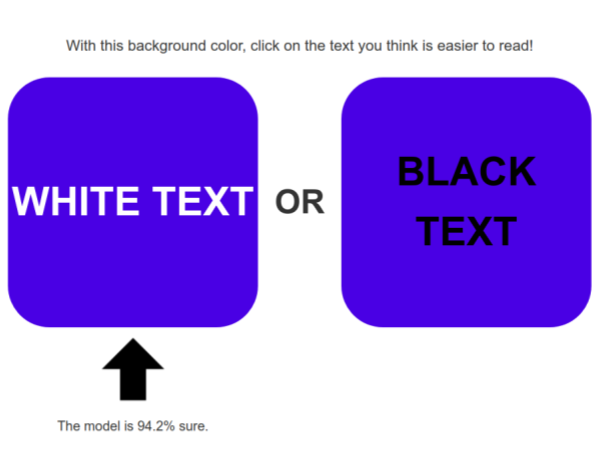 With this background color, click on the text you think is easier to read!
WHITE TEXT
OR
BLACK
TEXT
The model is 94.2% sure.